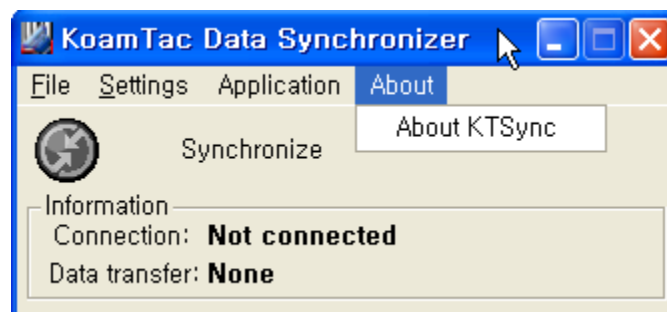 KoamTac Data Synchronizer
File Settings Application About
About KTSync
Synchronize
Information
Connection: Not connected
Data transfer: None